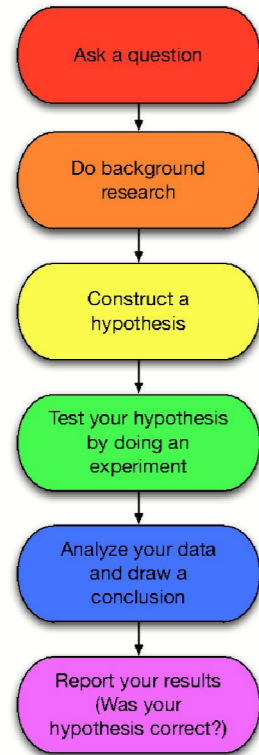 Ask a question
Do background
research
Construct a
hypothesis
Test your hypothesis
by doing an
experiment
Analyze your data
and draw a
conclusion
Report your results
(Was your
hypothesis correct?)